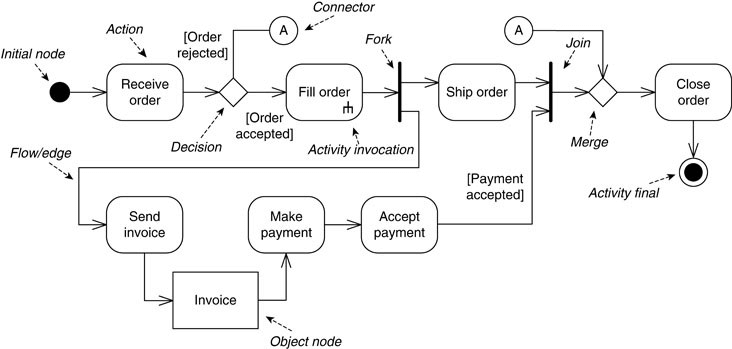 Connector
Action
[Order
rejected]
A
A
Initial node
Fork
Join
Receive
order
Fill order
Ship order
Close
order
[Order
accepted]
Decision
Activity invocation
Merge
Flow/edge
[Payment
accepted]
Activity final
Send
invoice
Make
payment
Accept
payment
Invoice
Object node